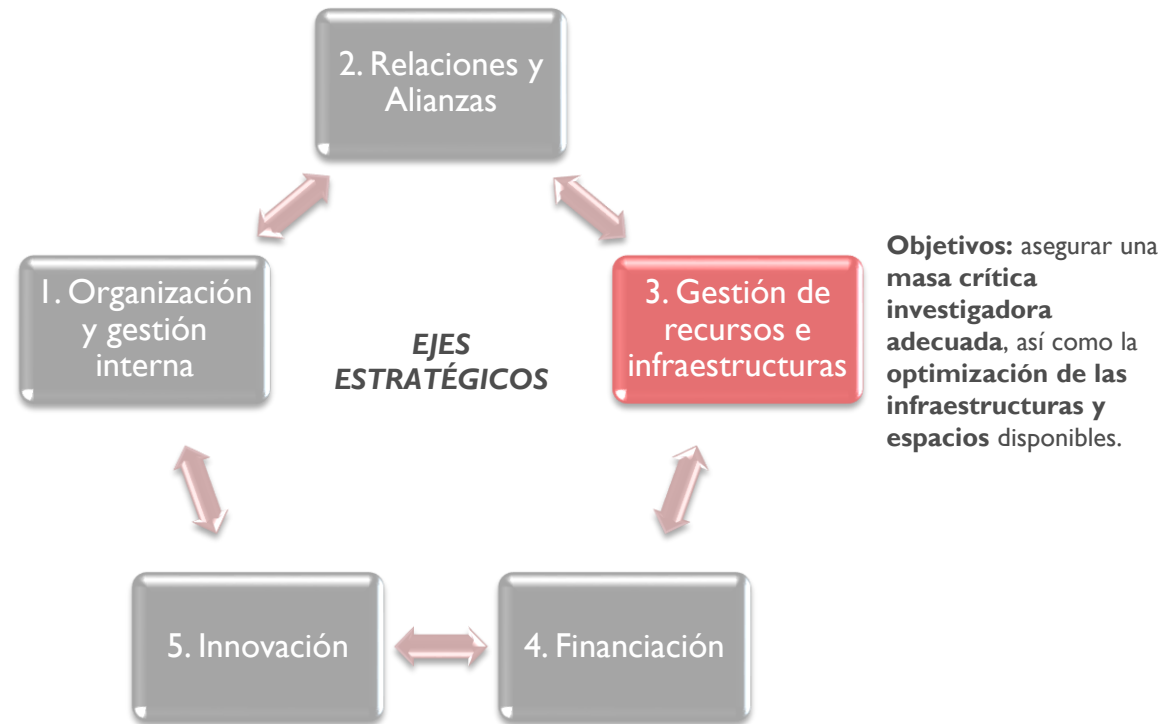 2. Relaciones y
Alianzas
1. Organización
y gestión
interna
EJES
ESTRATÉGICOS
3. Gestión de
recursos e
infraestructuras
Objetivos: asegurar una
masa crítica
investigadora
adecuada, así como la
optimización de las
infraestructuras y
espacios disponibles.
5. Innovación
4. Financiación